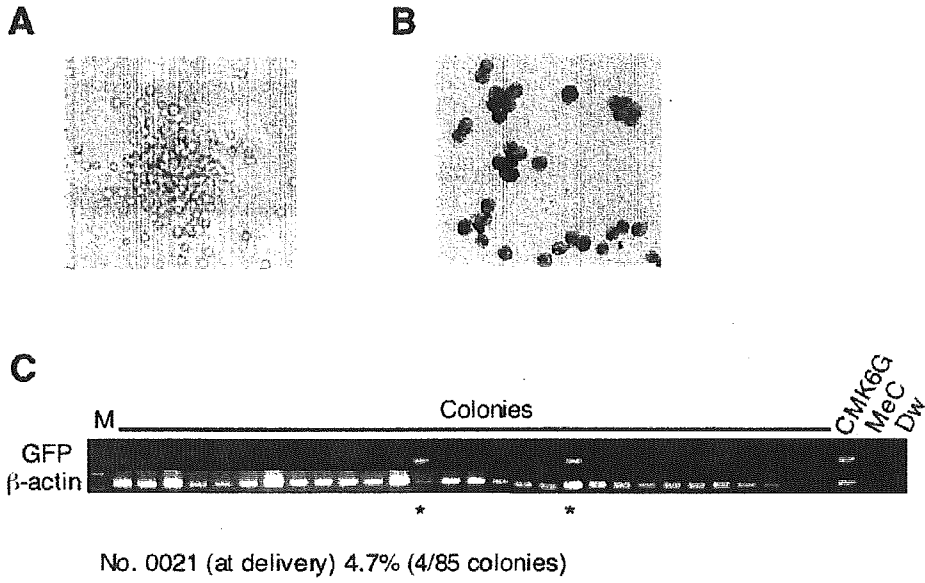 A
B
C
M
Colonies
CMK6G
MeC
Dw
GFP
β-actin
* *
No. 0021 (at delivery) 4.7% (4/85 colonies)